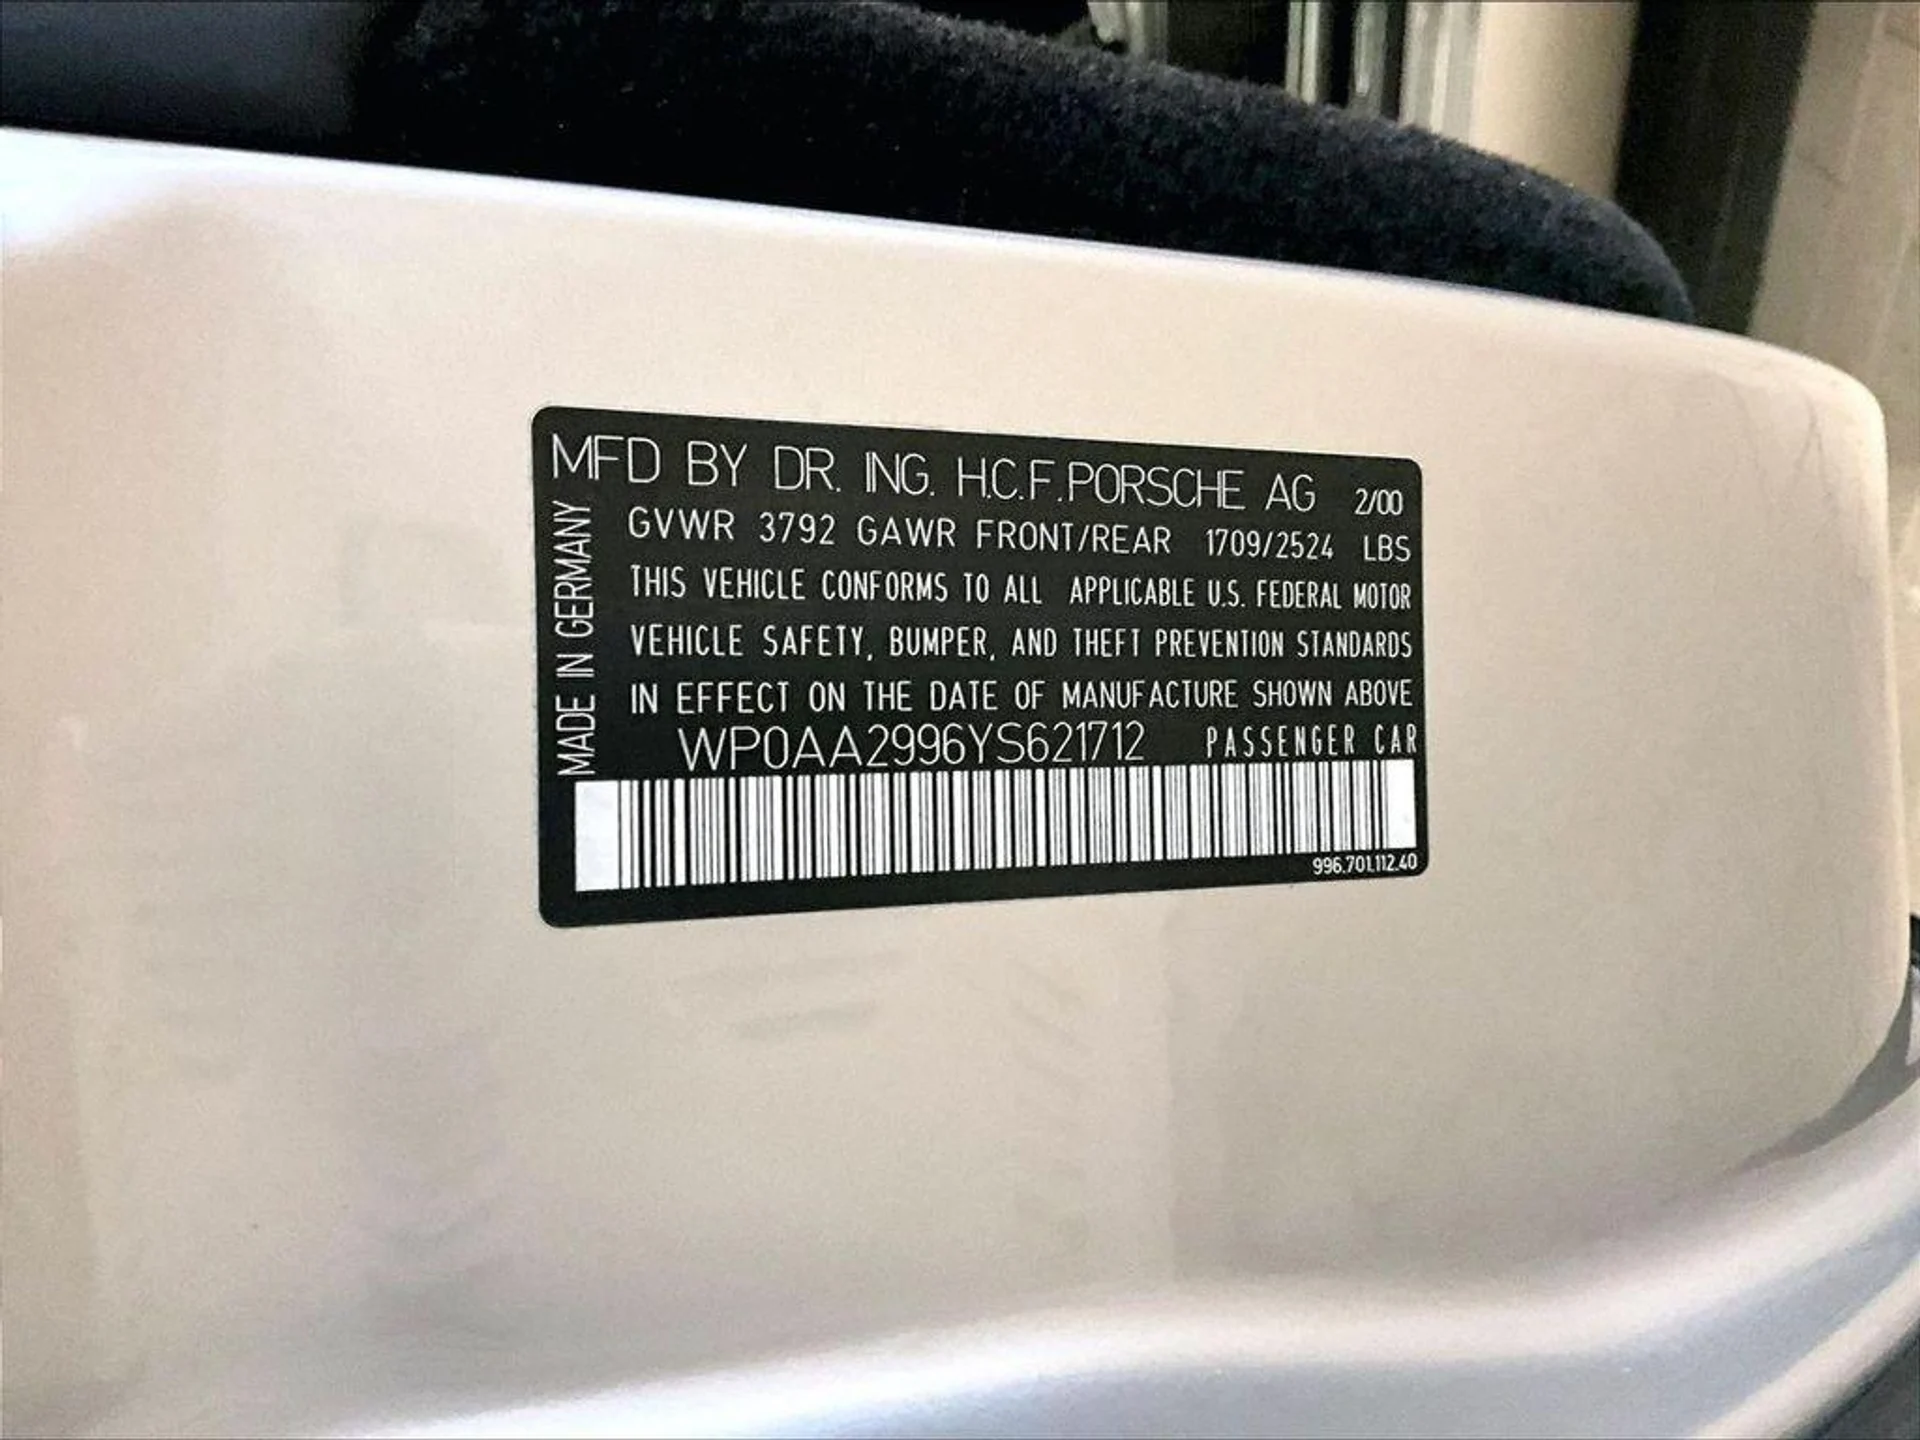 MFD BY DR. ING. H.C.F. PORSCHE AG 2/00
GVWR 3792 GAWR FRONT/REAR 1709/2524 LBS
THIS VEHICLE CONFORMS TO ALL APPLICABLE U.S. FEDERAL MOTOR
VEHICLE SAFETY, BUMPER, AND THEFT PREVENTION STANDARDS
IN EFFECT ON THE DATE OF MANUFACTURE SHOWN ABOVE
WP0AA2996YS621712 PASSENGER CAR
996.701.112.40
MADE IN GERMANY